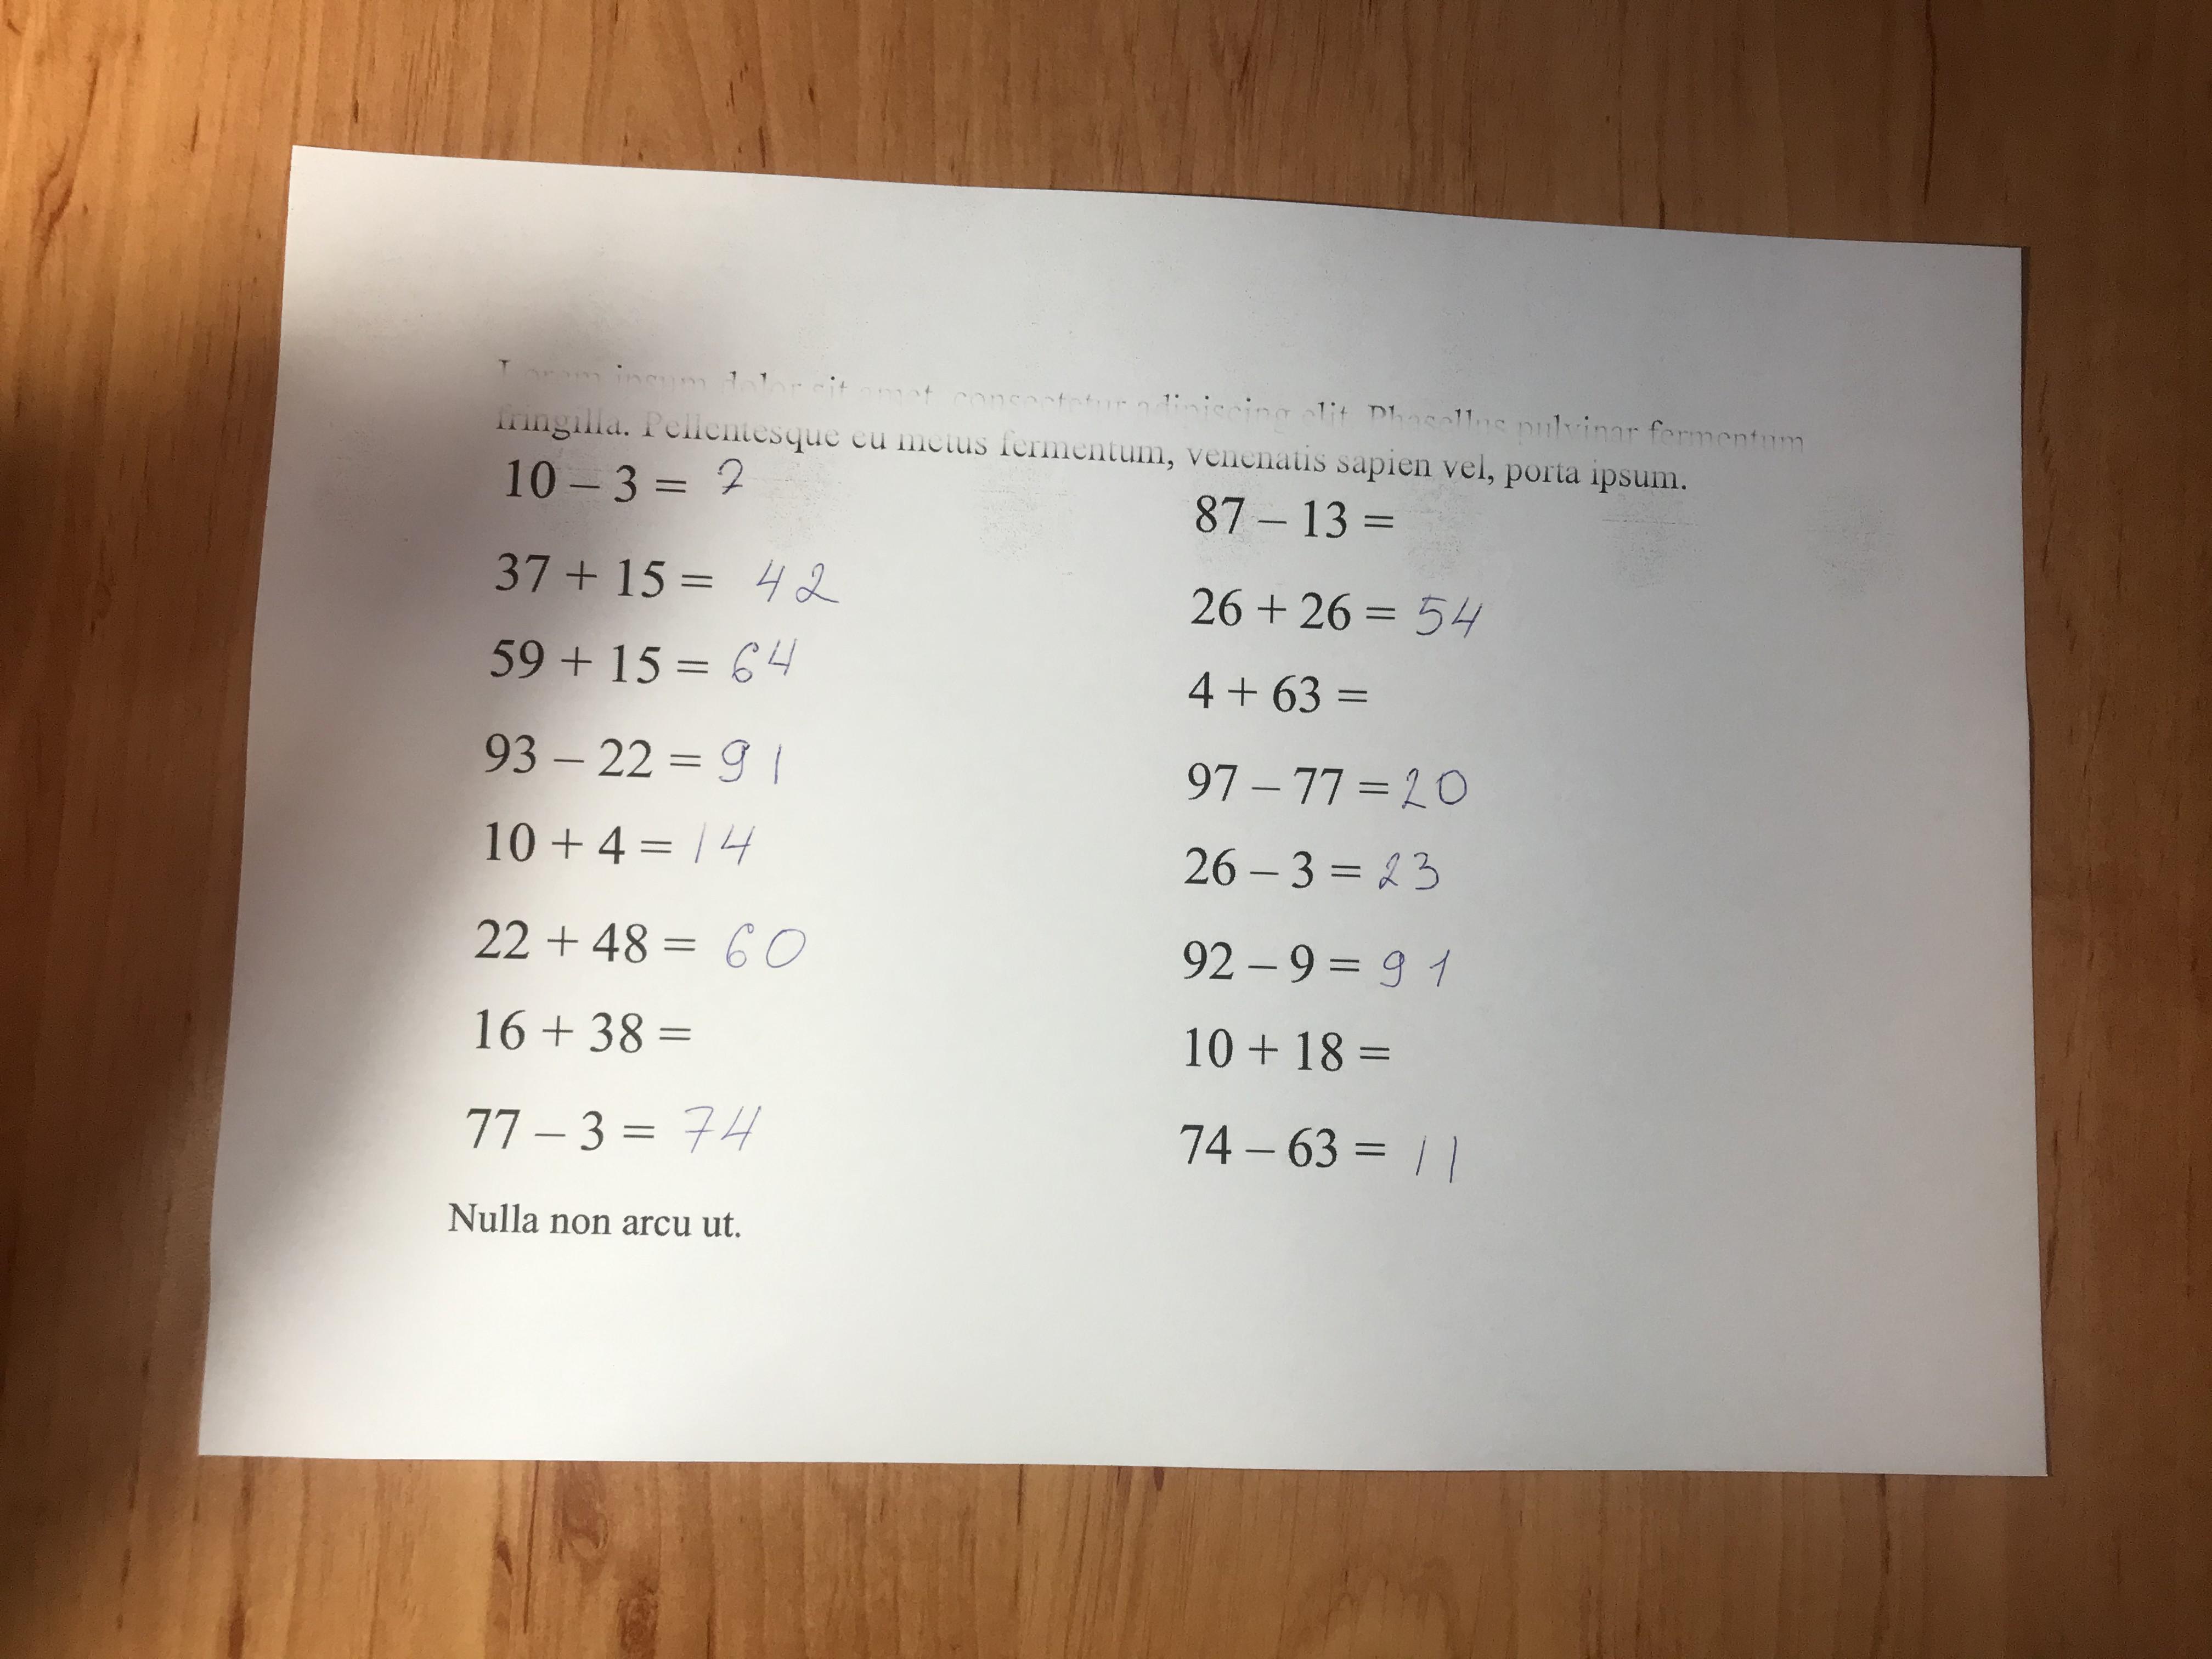 Lorem ipsum dolor sit amet, consectetur adipiscing elit. Phasellus pulvinar fermentum
fringilla. Pellentesque eu metus fermentum, venenatis sapien vel, porta ipsum.
10 – 3 = 7
37 + 15 = 42
59 + 15 = 64
93 – 22 = 91
10 + 4 = 14
22 + 48 = 60
16 + 38 =
77 – 3 = 74
87 – 13 =
26 + 26 = 54
4 + 63 =
97 – 77 = 20
26 – 3 = 23
92 – 9 = 91
10 + 18 =
74 – 63 = 11
Nulla non arcu ut.